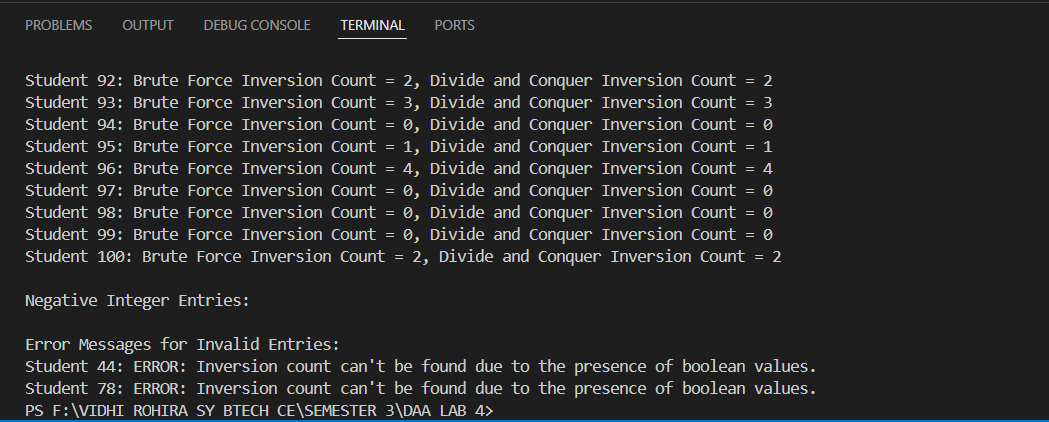 PROBLEMS OUTPUT DEBUG CONSOLE TERMINAL PORTS
Student 92: Brute Force Inversion Count = 2, Divide and Conquer Inversion Count = 2
Student 93: Brute Force Inversion Count = 3, Divide and Conquer Inversion Count = 3
Student 94: Brute Force Inversion Count = 0, Divide and Conquer Inversion Count = 0
Student 95: Brute Force Inversion Count = 1, Divide and Conquer Inversion Count = 1
Student 96: Brute Force Inversion Count = 4, Divide and Conquer Inversion Count = 4
Student 97: Brute Force Inversion Count = 0, Divide and Conquer Inversion Count = 0
Student 98: Brute Force Inversion Count = 0, Divide and Conquer Inversion Count = 0
Student 99: Brute Force Inversion Count = 0, Divide and Conquer Inversion Count = 0
Student 100: Brute Force Inversion Count = 2, Divide and Conquer Inversion Count = 2
Negative Integer Entries:
Error Messages for Invalid Entries:
Student 44: ERROR: Inversion count can't be found due to the presence of boolean values.
Student 78: ERROR: Inversion count can't be found due to the presence of boolean values.
PS F:\VIDHI ROHIRA SY BTECH CE\SEMESTER 3\DAA LAB 4>